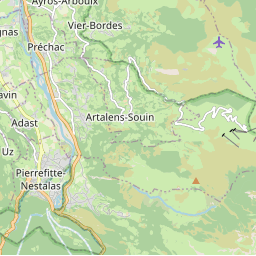 Ayros-Arbouix
Vier-Bordes
Préchac
Artalens-Souin
Adast
Uz
Pierrefitte-
Nestalas